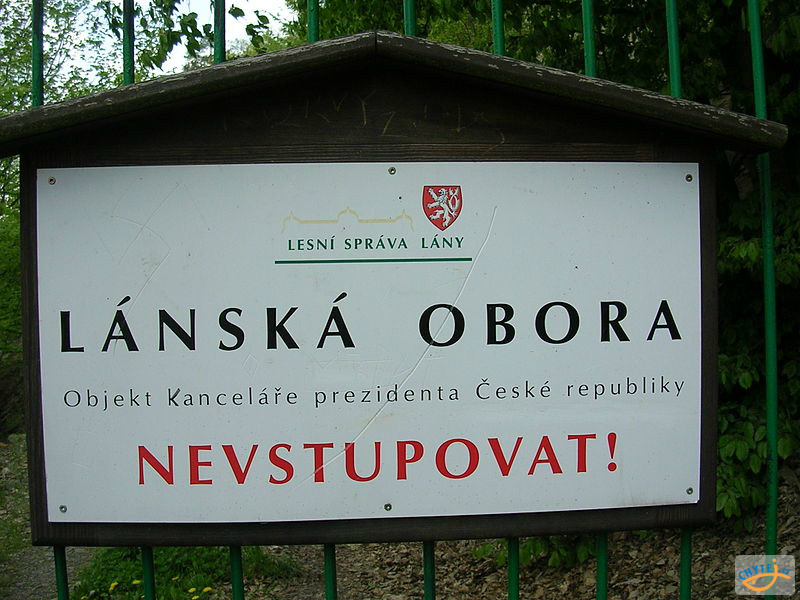 LESNÍ SPRÁVA LÁNY
LÁNSKÁ OBORA
Objekt Kanceláře prezidenta České republiky
NEVSTUPOVAT!